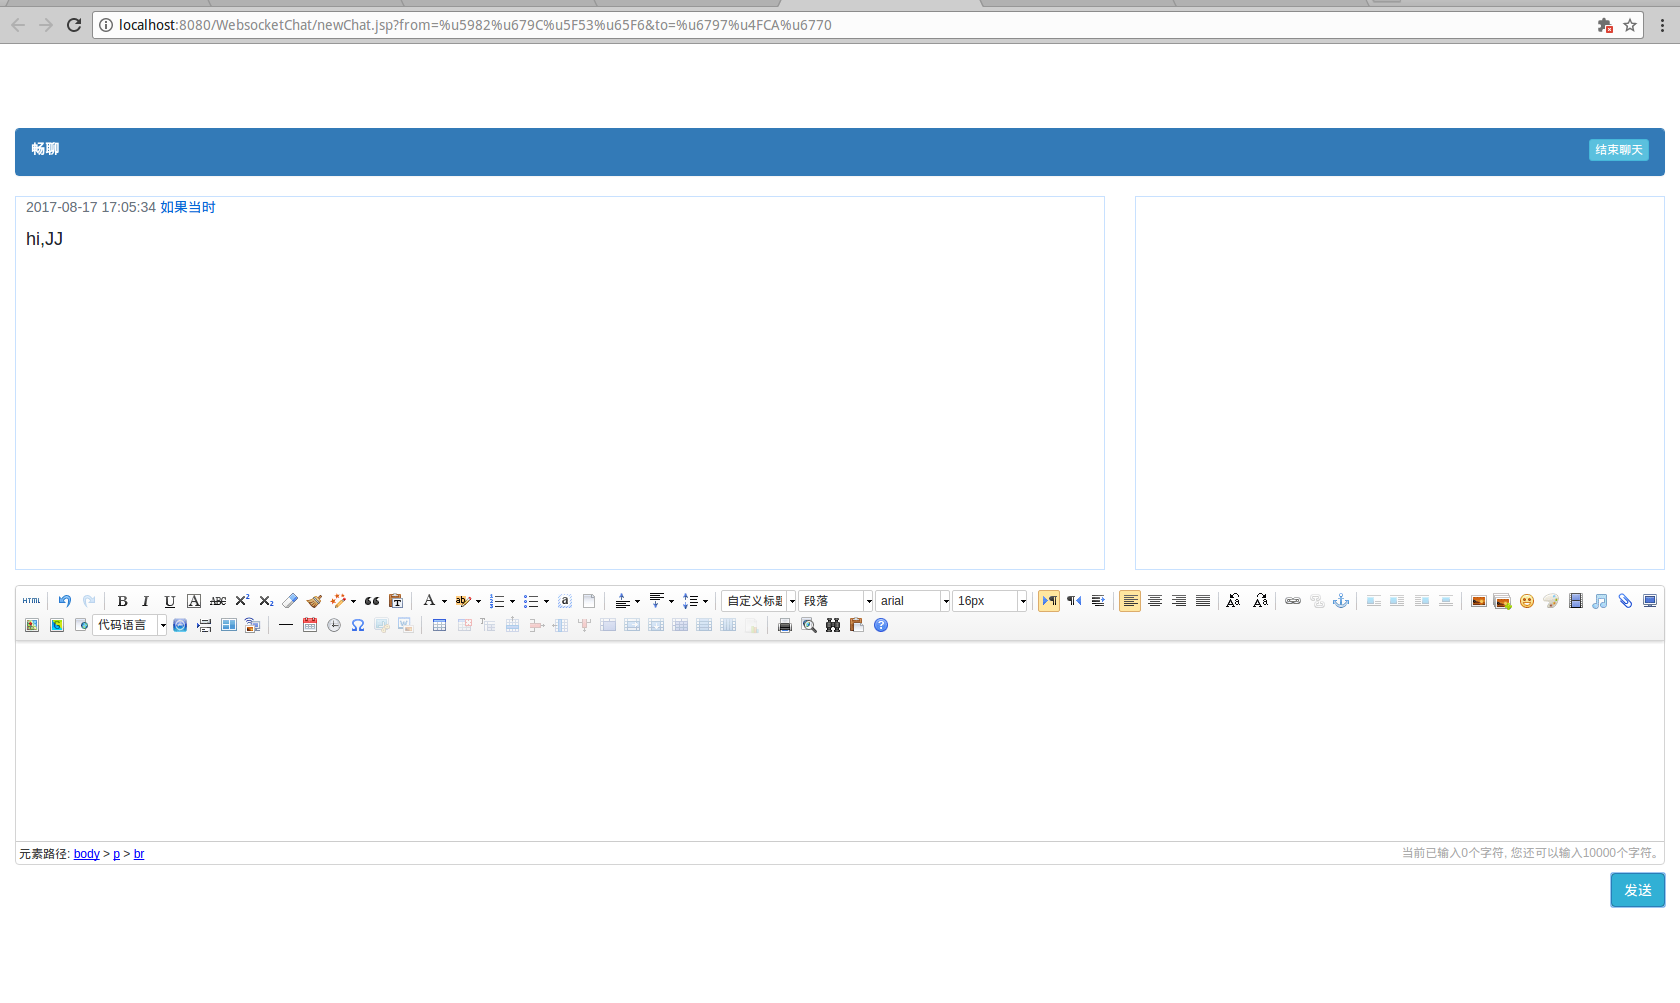 localhost:8080/WebsocketChat/newChat.jsp?from=%u5982%u679C%u5F53%u65F6&to=%u6797%u4FCA%u6770
畅聊
结束聊天
2017-08-17 17:05:34 如果当时
hi,JJ
HTML B I U A ABC X² X₂ 自定义标题 段落 arial 16px
代码语言
元素路径: body > p > br
当前已输入0个字符, 您还可以输入10000个字符。
发送